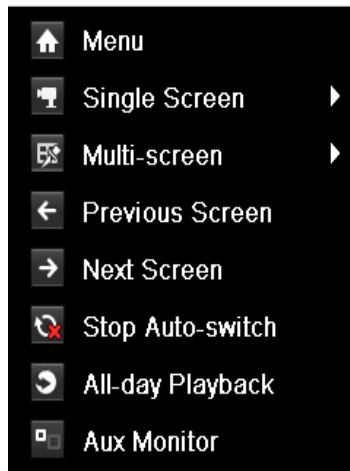 Menu
Single Screen
Multi-screen
Previous Screen
Next Screen
Stop Auto-switch
All-day Playback
Aux Monitor